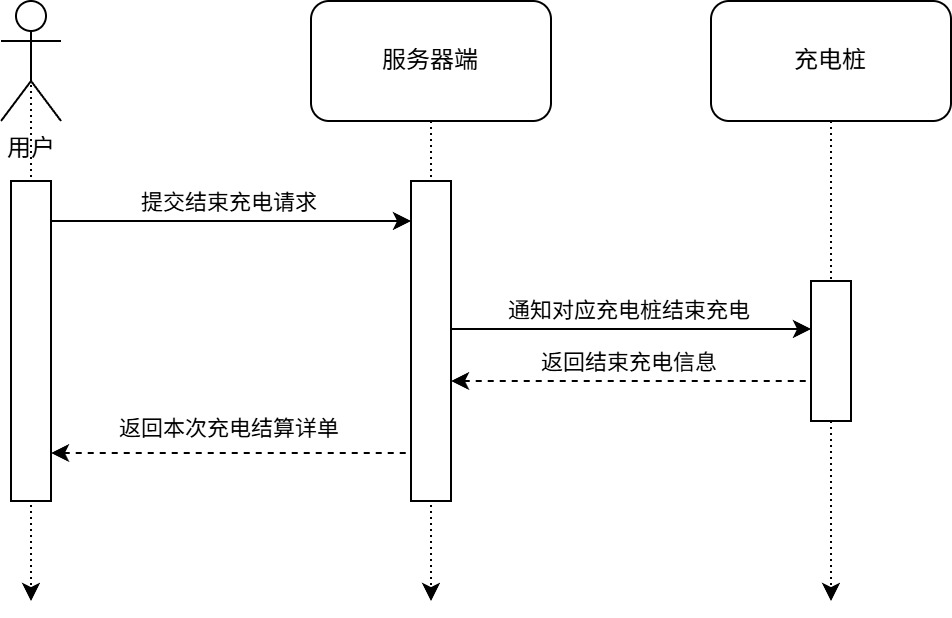 服务器端
充电桩
用户
提交结束充电请求
通知对应充电桩结束充电
返回结束充电信息
返回本次充电结算详单